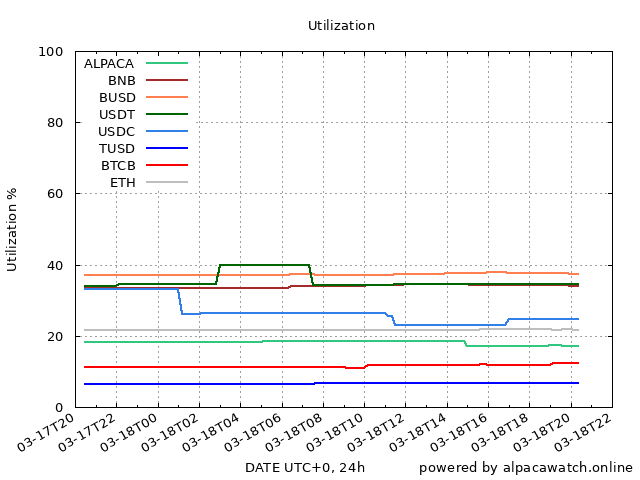 Utilization
100
80
60
40
20
0
Utilization %
ALPACA
BNB
BUSD
USDT
USDC
TUSD
BTCB
ETH
03-17T20
03-17T22
03-18T00
03-18T02
03-18T04
03-18T06
03-18T08
03-18T10
03-18T12
03-18T14
03-18T16
03-18T18
03-18T20
03-18T22
DATE UTC+0, 24h
powered by alpacawatch.online